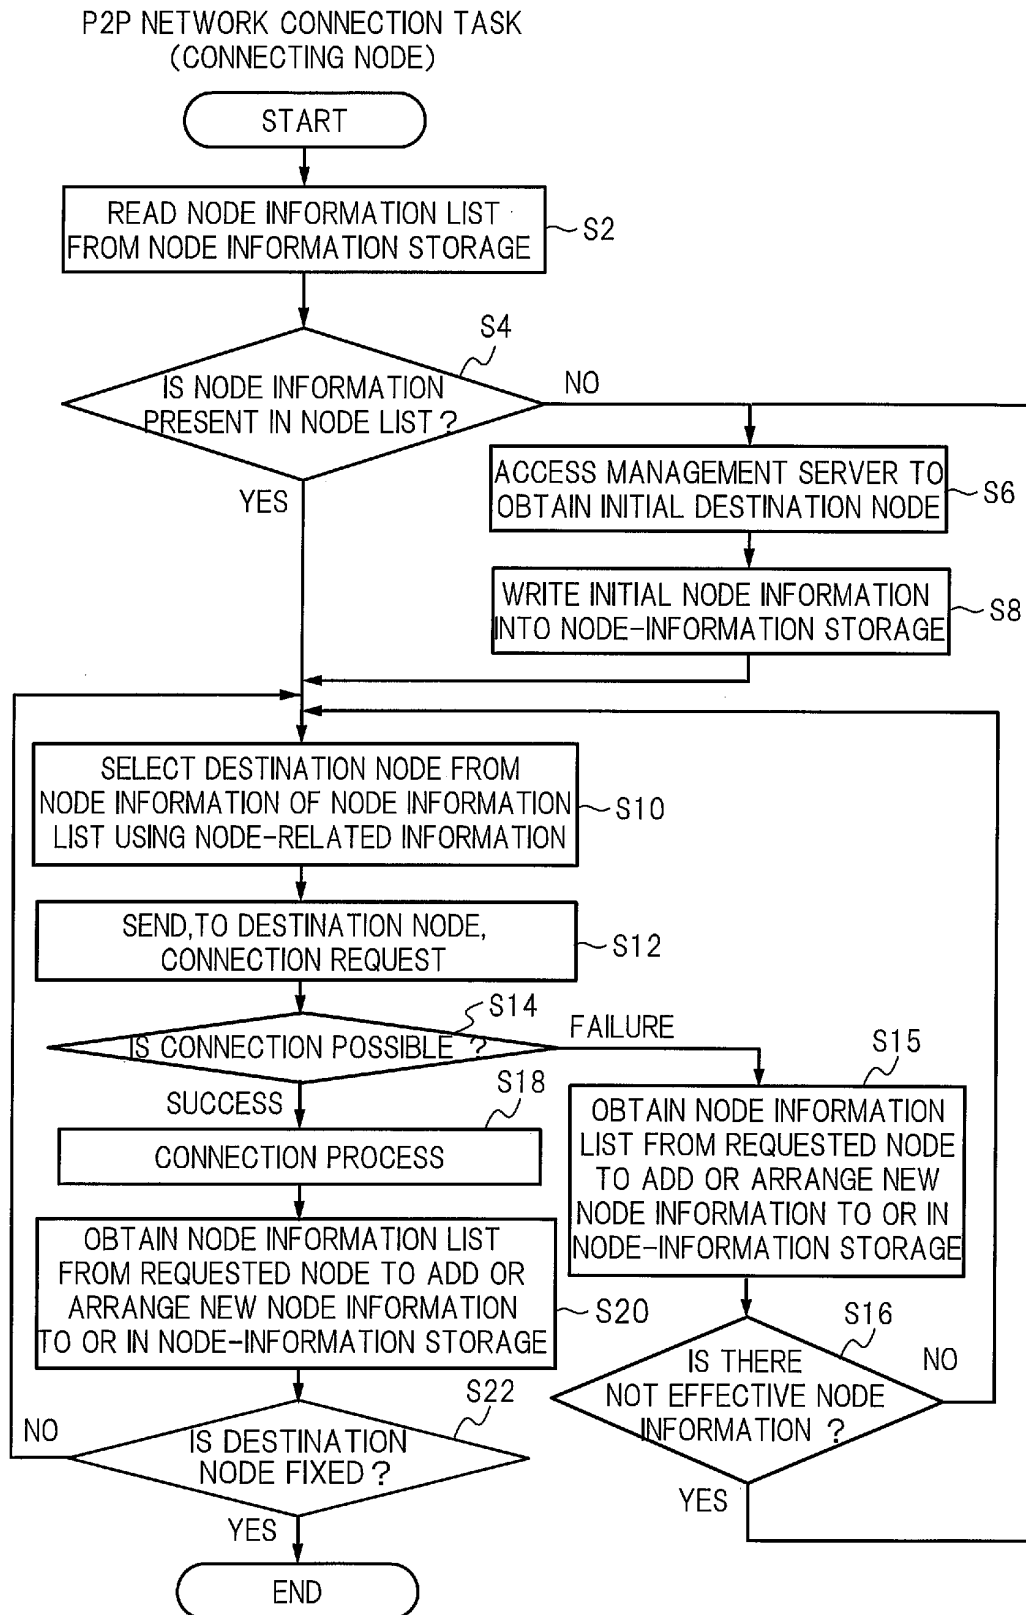 P2P NETWORK CONNECTION TASK
(CONNECTING NODE)
START
READ NODE INFORMATION LIST
FROM NODE INFORMATION STORAGE
S2
S4
IS NODE INFORMATION
PRESENT IN NODE LIST ?
NO
YES
ACCESS MANAGEMENT SERVER TO
OBTAIN INITIAL DESTINATION NODE
S6
WRITE INITIAL NODE INFORMATION
INTO NODE-INFORMATION STORAGE
S8
SELECT DESTINATION NODE FROM
NODE INFORMATION OF NODE INFORMATION
LIST USING NODE-RELATED INFORMATION
S10
SEND,TO DESTINATION NODE,
CONNECTION REQUEST
S12
S14
IS CONNECTION POSSIBLE ?
FAILURE
SUCCESS
S18
CONNECTION PROCESS
S15
OBTAIN NODE INFORMATION
LIST FROM REQUESTED NODE
TO ADD OR ARRANGE NEW
NODE INFORMATION TO OR IN
NODE-INFORMATION STORAGE
OBTAIN NODE INFORMATION LIST
FROM REQUESTED NODE TO ADD OR
ARRANGE NEW NODE INFORMATION
TO OR IN NODE-INFORMATION STORAGE
S20
S16
IS THERE
NOT EFFECTIVE NODE
INFORMATION ?
NO
YES
S22
IS DESTINATION
NODE FIXED ?
NO
YES
END